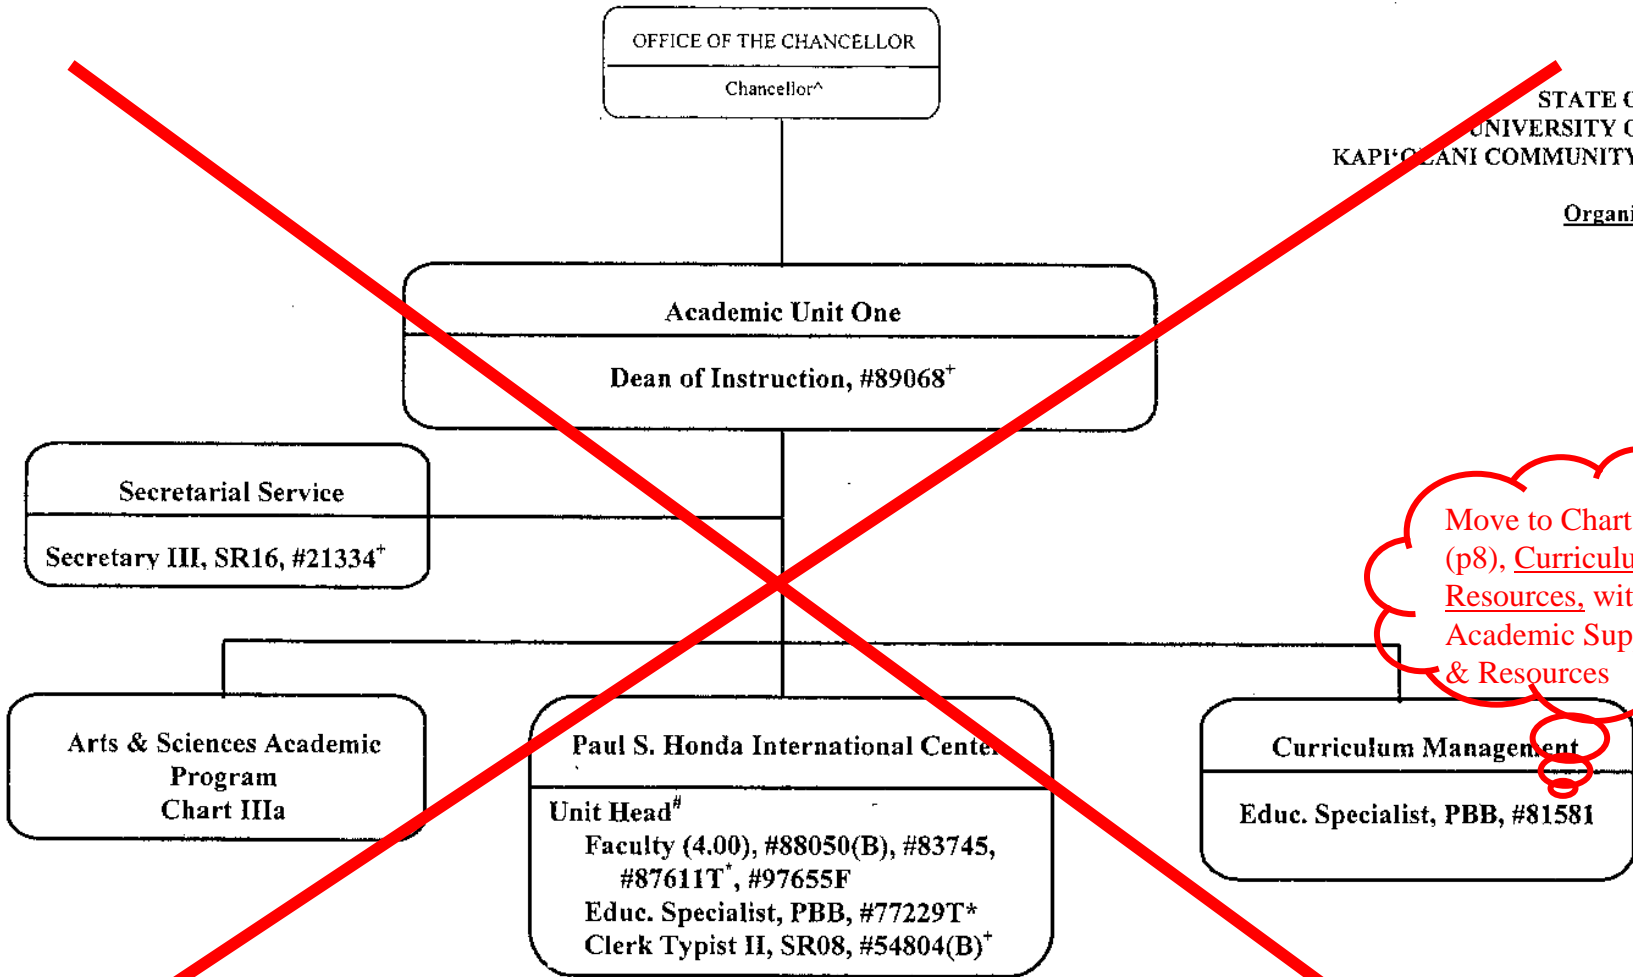 OFFICE OF THE CHANCELLOR
Chancellor^
STATE O
UNIVERSITY O
KAPI‘OLANI COMMUNITY
Organi
Academic Unit One
Dean of Instruction, #89068+
Secretarial Service
Secretary III, SR16, #21334+
Move to Chart
(p8), Curriculu
Resources, wit
Academic Sup
& Resources
Arts & Sciences Academic
Program
Chart IIIa
Paul S. Honda International Center
Unit Head#
Faculty (4.00), #88050(B), #83745,
#87611T*, #97655F
Educ. Specialist, PBB, #77229T*
Clerk Typist II, SR08, #54804(B)+
Curriculum Management
Educ. Specialist, PBB, #81581